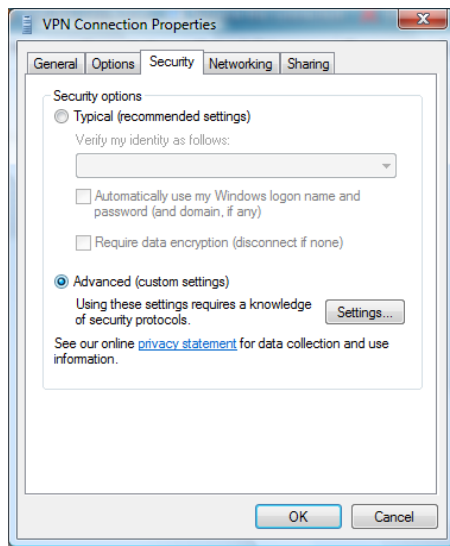 VPN Connection Properties
General Options Security Networking Sharing
Security options
Typical (recommended settings)
Verify my identity as follows:
Automatically use my Windows logon name and
password (and domain, if any)
Require data encryption (disconnect if none)
Advanced (custom settings)
Using these settings requires a knowledge
of security protocols.
Settings...
See our online privacy statement for data collection and use
information.
OK Cancel